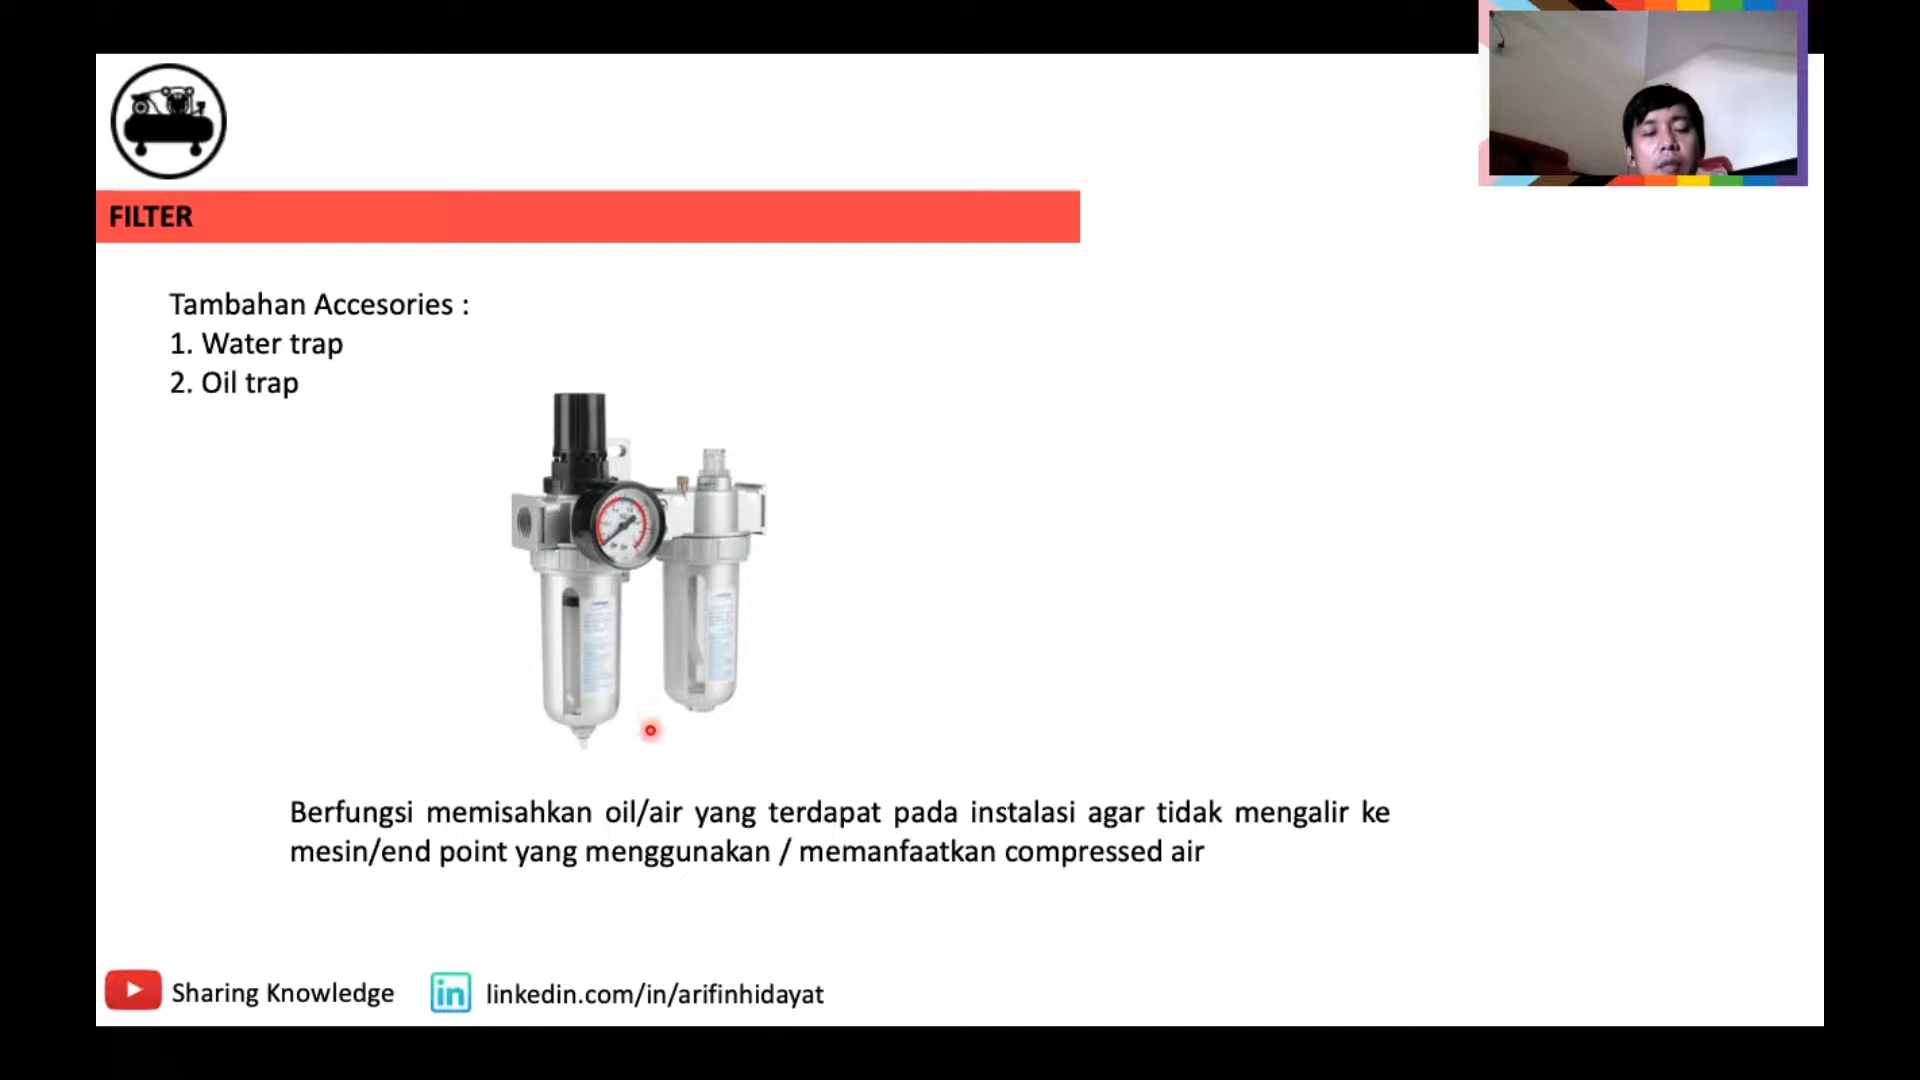 FILTER
Tambahan Accesories :
1. Water trap
2. Oil trap
Berfungsi memisahkan oil/air yang terdapat pada instalasi agar tidak mengalir ke
mesin/end point yang menggunakan / memanfaatkan compressed air
Sharing Knowledge
in
linkedin.com/in/arifinhidayat